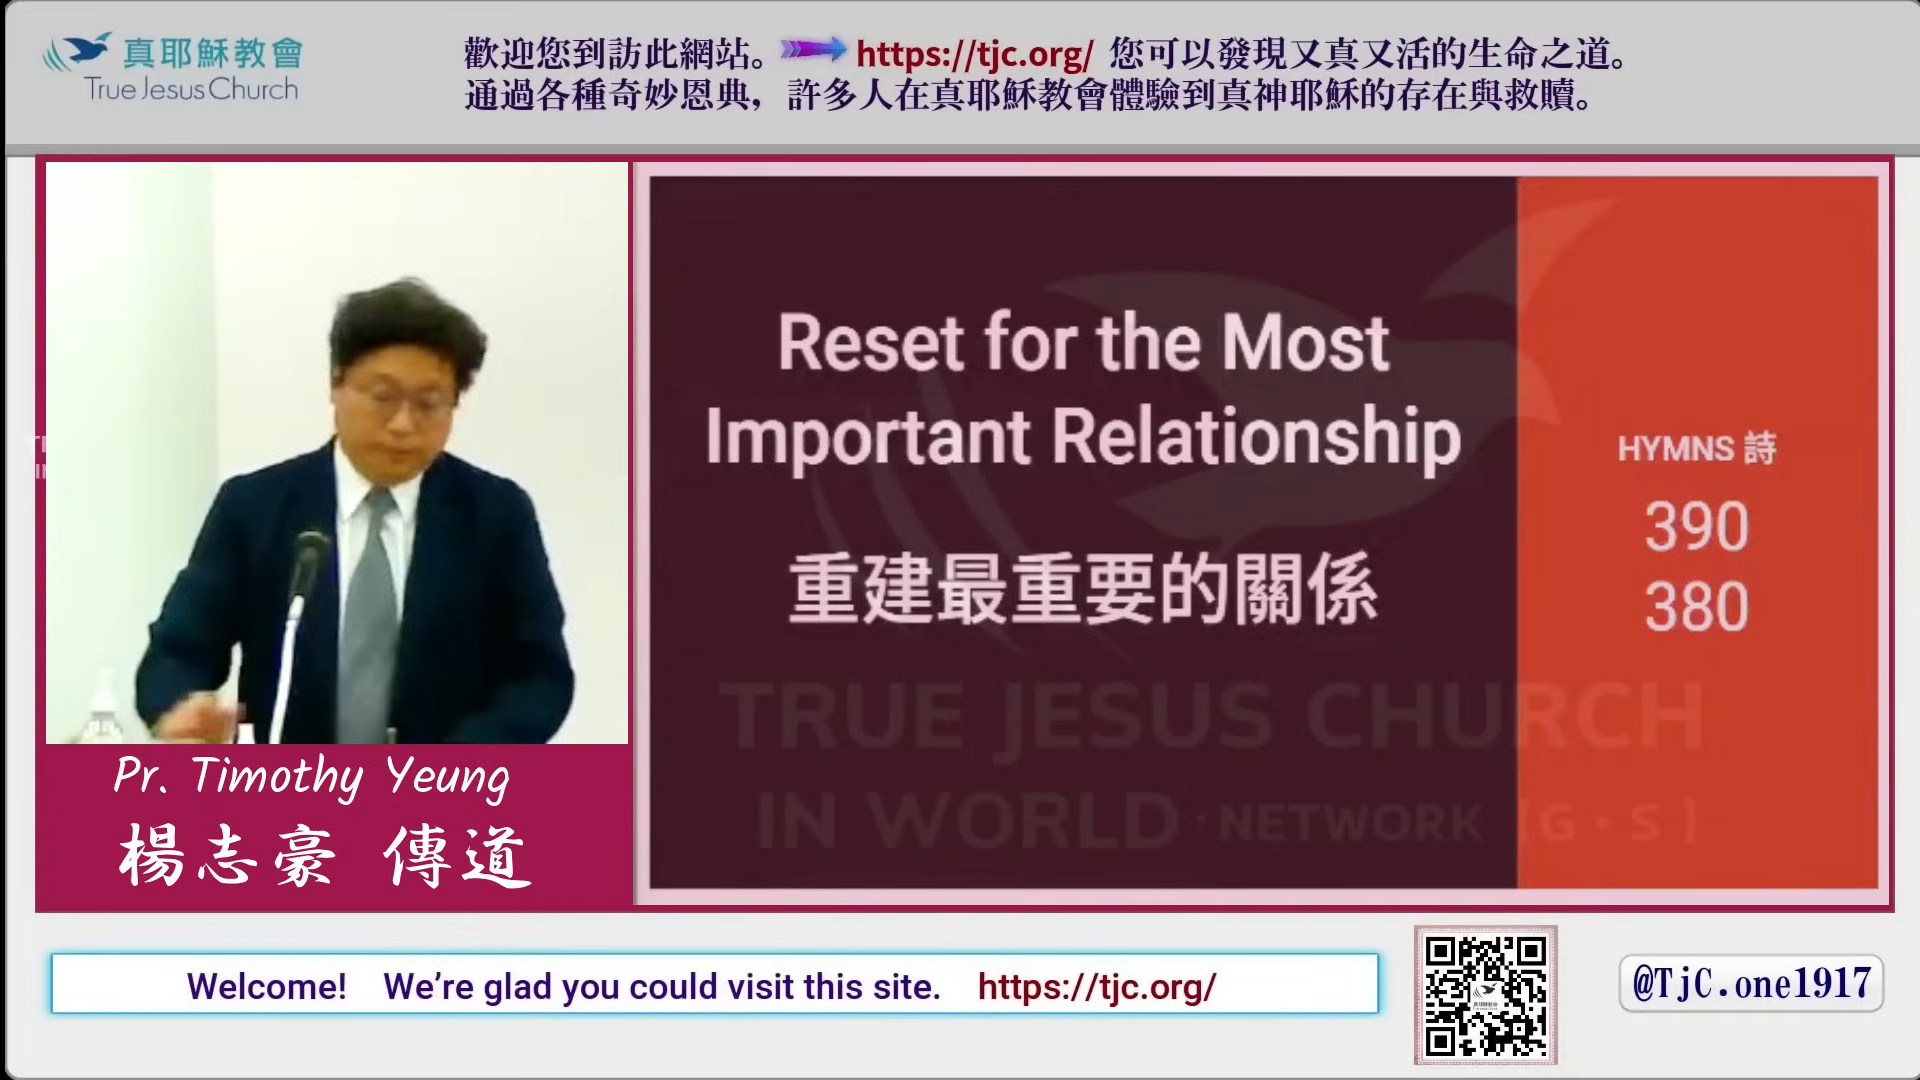 真耶穌教會
True Jesus Church
歡迎您到訪此網站。 https://tjc.org/ 您可以發現又真又活的生命之道。
通過各種奇妙恩典，許多人在真耶穌教會體驗到真神耶穌的存在與救贖。
Reset for the Most
Important Relationship
重建最重要的關係
HYMNS 詩
390
380
TRUE JESUS CHURCH
IN WORLD · NETWORK [G · S]
Pr. Timothy Yeung
楊志豪 傳道
Welcome! We’re glad you could visit this site. https://tjc.org/
@TjC.one1917